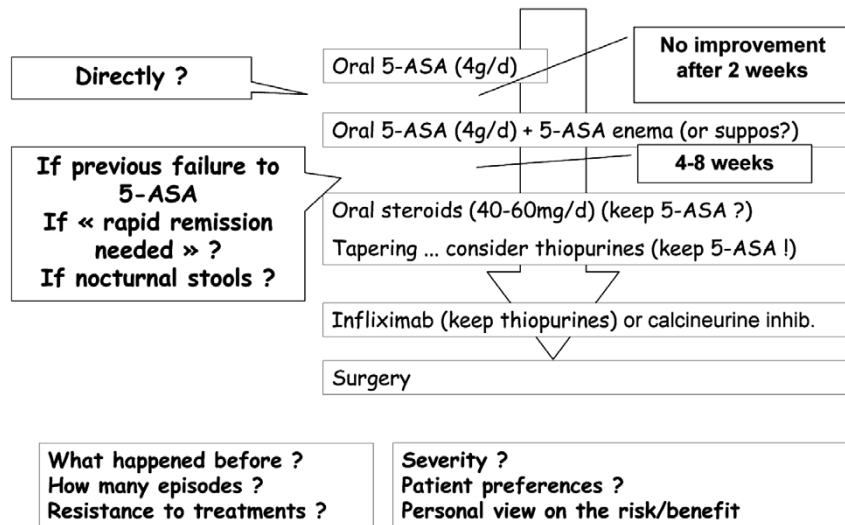 Directly ?
Oral 5-ASA (4g/d)
No improvement
after 2 weeks
Oral 5-ASA (4g/d) + 5-ASA enema (or suppos?)
4-8 weeks
If previous failure to
5-ASA
If « rapid remission
needed » ?
If nocturnal stools ?
Oral steroids (40-60mg/d) (keep 5-ASA ?)
Tapering ... consider thiopurines (keep 5-ASA !)
Infliximab (keep thiopurines) or calcineurine inhib.
Surgery
What happened before ?
How many episodes ?
Resistance to treatments ?
Severity ?
Patient preferences ?
Personal view on the risk/benefit